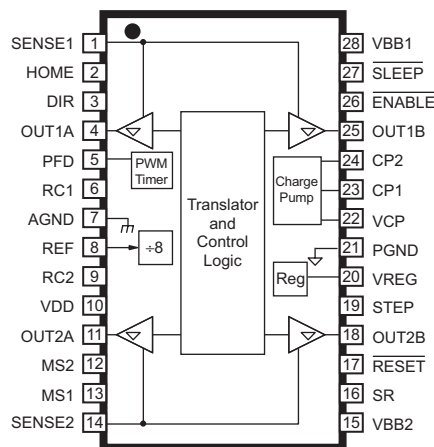 SENSE1 1
HOME 2
DIR 3
OUT1A 4
PFD 5
RC1 6
AGND 7
REF 8
RC2 9
VDD 10
OUT2A 11
MS2 12
MS1 13
SENSE2 14
PWM
Timer
÷8
Translator
and
Control
Logic
Charge
Pump
Reg
28 VBB1
27 SLEEP
26 ENABLE
25 OUT1B
24 CP2
23 CP1
22 VCP
21 PGND
20 VREG
19 STEP
18 OUT2B
17 RESET
16 SR
15 VBB2